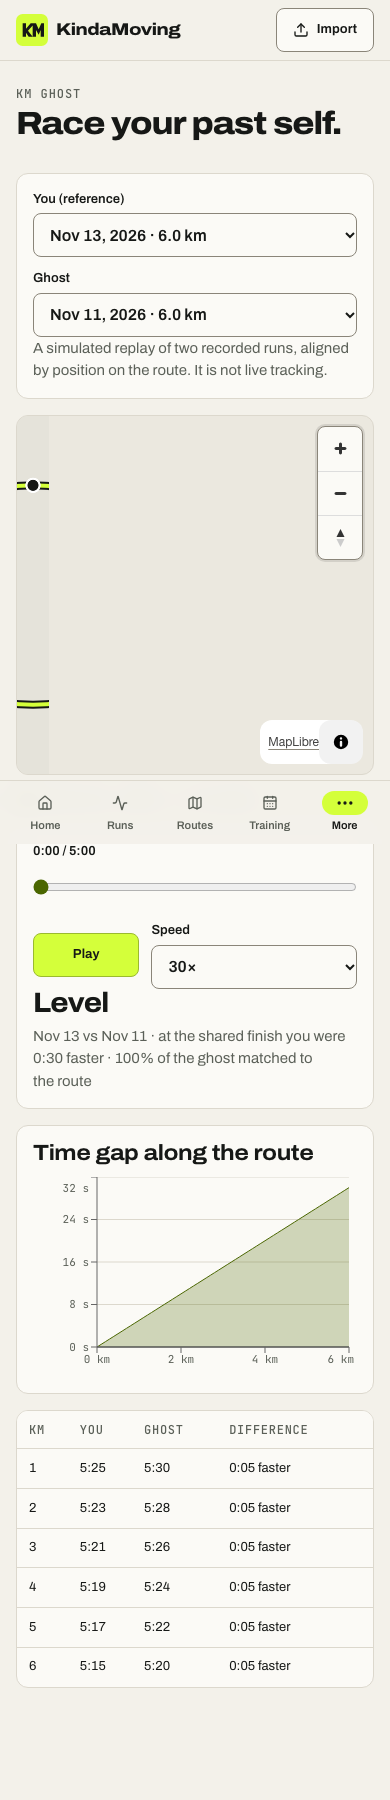 KM KindaMoving
Import
KM GHOST
Race your past self.
You (reference)
Nov 13, 2026 · 6.0 km
Ghost
Nov 11, 2026 · 6.0 km
A simulated replay of two recorded runs, aligned
by position on the route. It is not live tracking.
MapLibre
Home Runs Routes Training More
0:00 / 5:00
Speed
Play
30×
Level
Nov 13 vs Nov 11 · at the shared finish you were
0:30 faster · 100% of the ghost matched to
the route
Time gap along the route
32 s
24 s
16 s
8 s
0 s
0 km 2 km 4 km 6 km
KM YOU GHOST DIFFERENCE
1 5:25 5:30 0:05 faster
2 5:23 5:28 0:05 faster
3 5:21 5:26 0:05 faster
4 5:19 5:24 0:05 faster
5 5:17 5:22 0:05 faster
6 5:15 5:20 0:05 faster